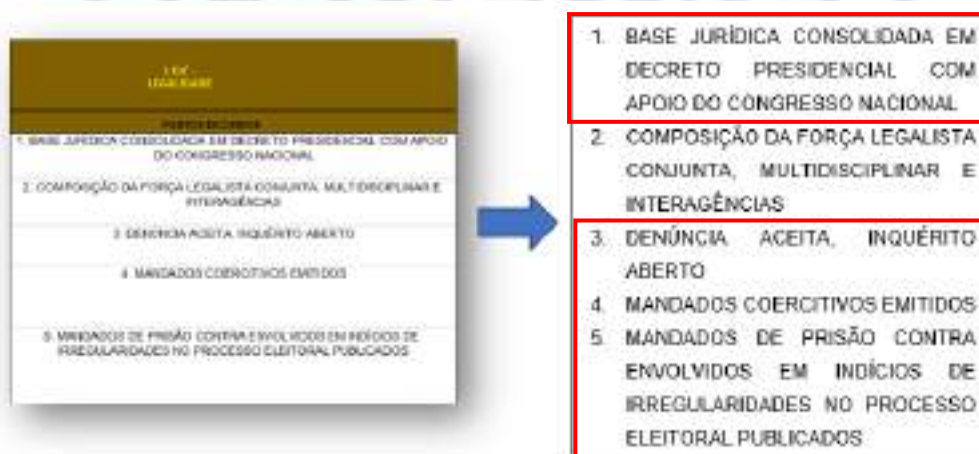 LEGALIDADE
PONTOS DECISIVOS
1. BASE JURÍDICA CONSOLIDADA EM DECRETO PRESIDENCIAL COM APOIO
DO CONGRESSO NACIONAL
2. COMPOSIÇÃO DA FORÇA LEGALISTA CONJUNTA, MULTIDISCIPLINAR E
INTERAGÊNCIAS
3. DENÚNCIA ACEITA, INQUÉRITO ABERTO
4. MANDADOS COERCITIVOS EMITIDOS
5. MANDADOS DE PRISÃO CONTRA ENVOLVIDOS EM INDÍCIOS DE
IRREGULARIDADES NO PROCESSO ELEITORAL PUBLICADOS
1. BASE JURÍDICA CONSOLIDADA EM
DECRETO PRESIDENCIAL COM
APOIO DO CONGRESSO NACIONAL
2. COMPOSIÇÃO DA FORÇA LEGALISTA
CONJUNTA, MULTIDISCIPLINAR E
INTERAGÊNCIAS
3. DENÚNCIA ACEITA, INQUÉRITO
ABERTO
4. MANDADOS COERCITIVOS EMITIDOS
5. MANDADOS DE PRISÃO CONTRA
ENVOLVIDOS EM INDÍCIOS DE
IRREGULARIDADES NO PROCESSO
ELEITORAL PUBLICADOS